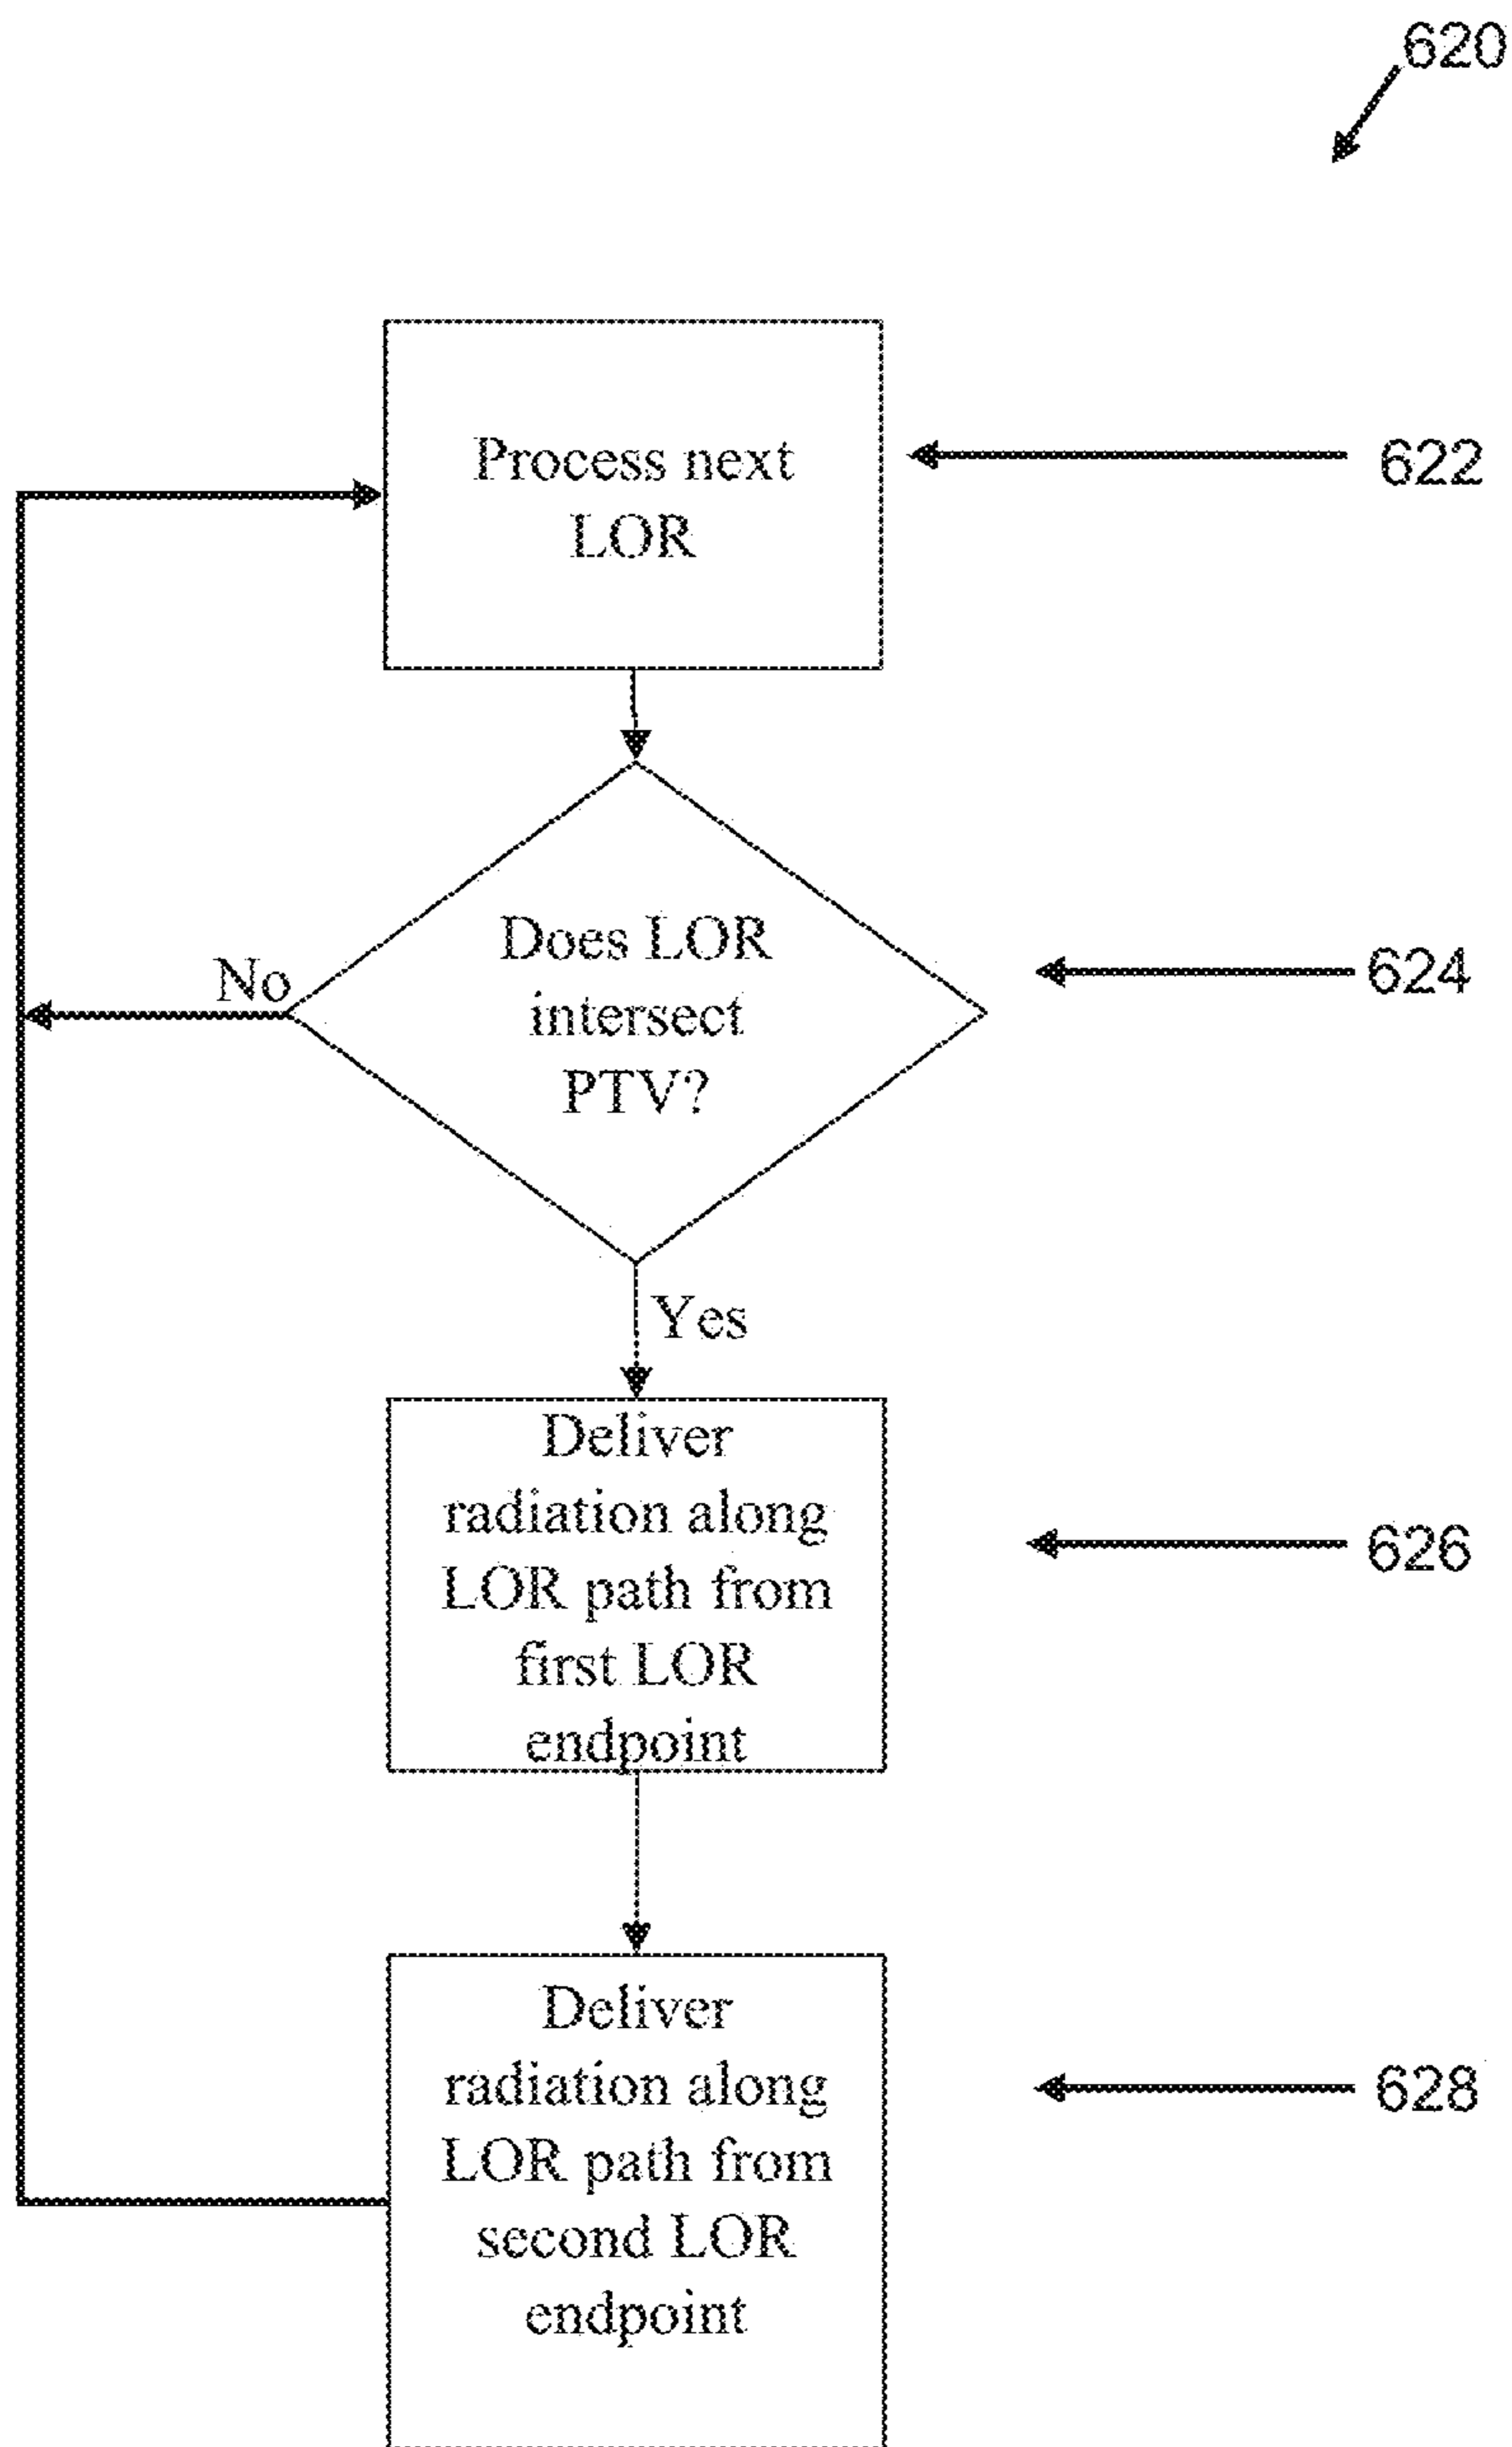 620
Process next
LOR
622
Does LOR
intersect
PTV?
624
No
Yes
Deliver
radiation along
LOR path from
first LOR
endpoint
626
Deliver
radiation along
LOR path from
second LOR
endpoint
628